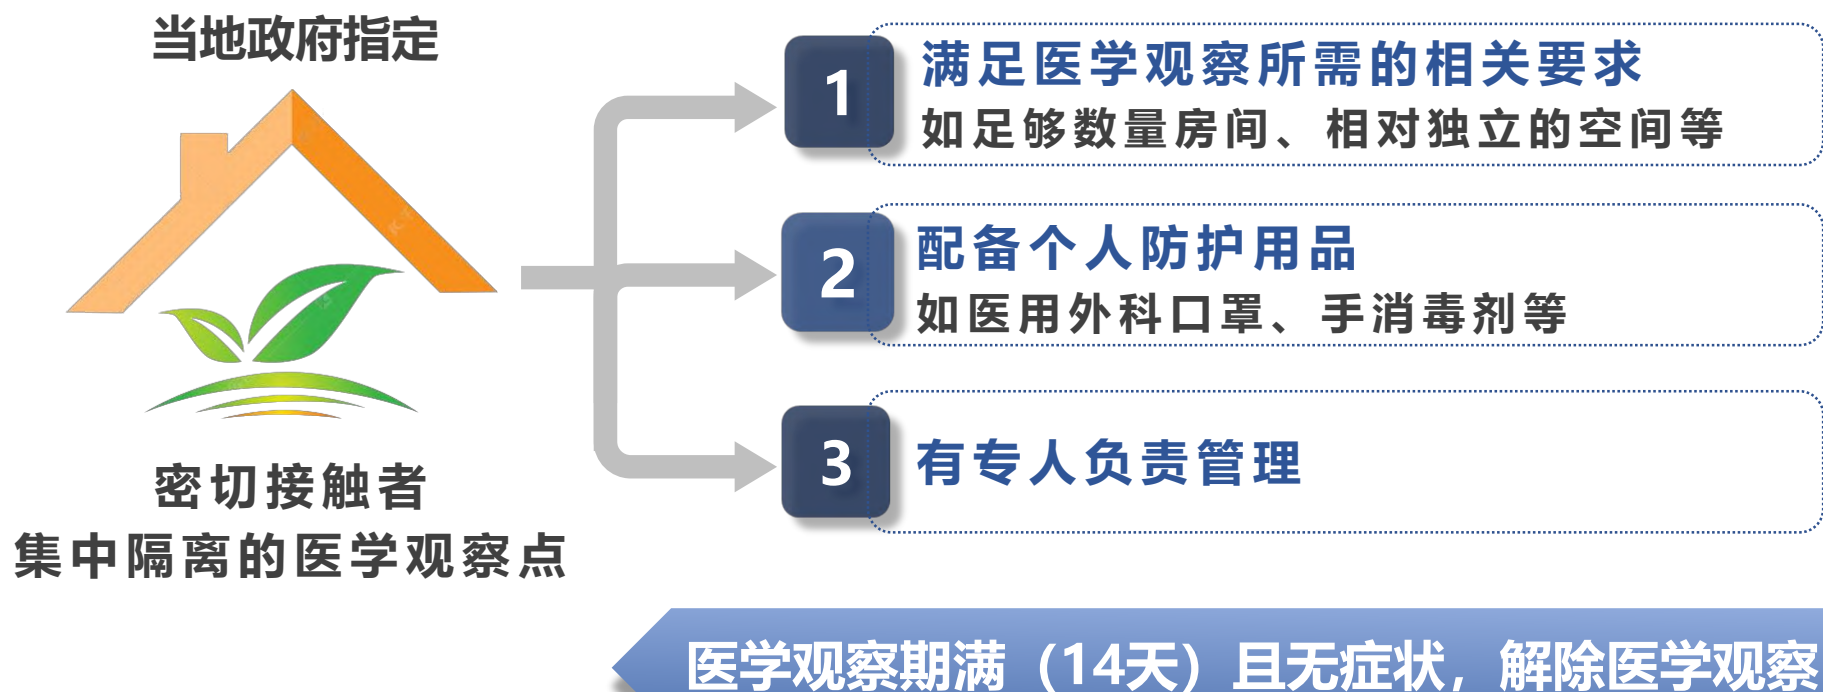 当地政府指定
密切接触者
集中隔离的医学观察点
1
满足医学观察所需的相关要求
如足够数量房间、相对独立的空间等
2
配备个人防护用品
如医用外科口罩、手消毒剂等
3
有专人负责管理
医学观察期满（14天）且无症状，解除医学观察